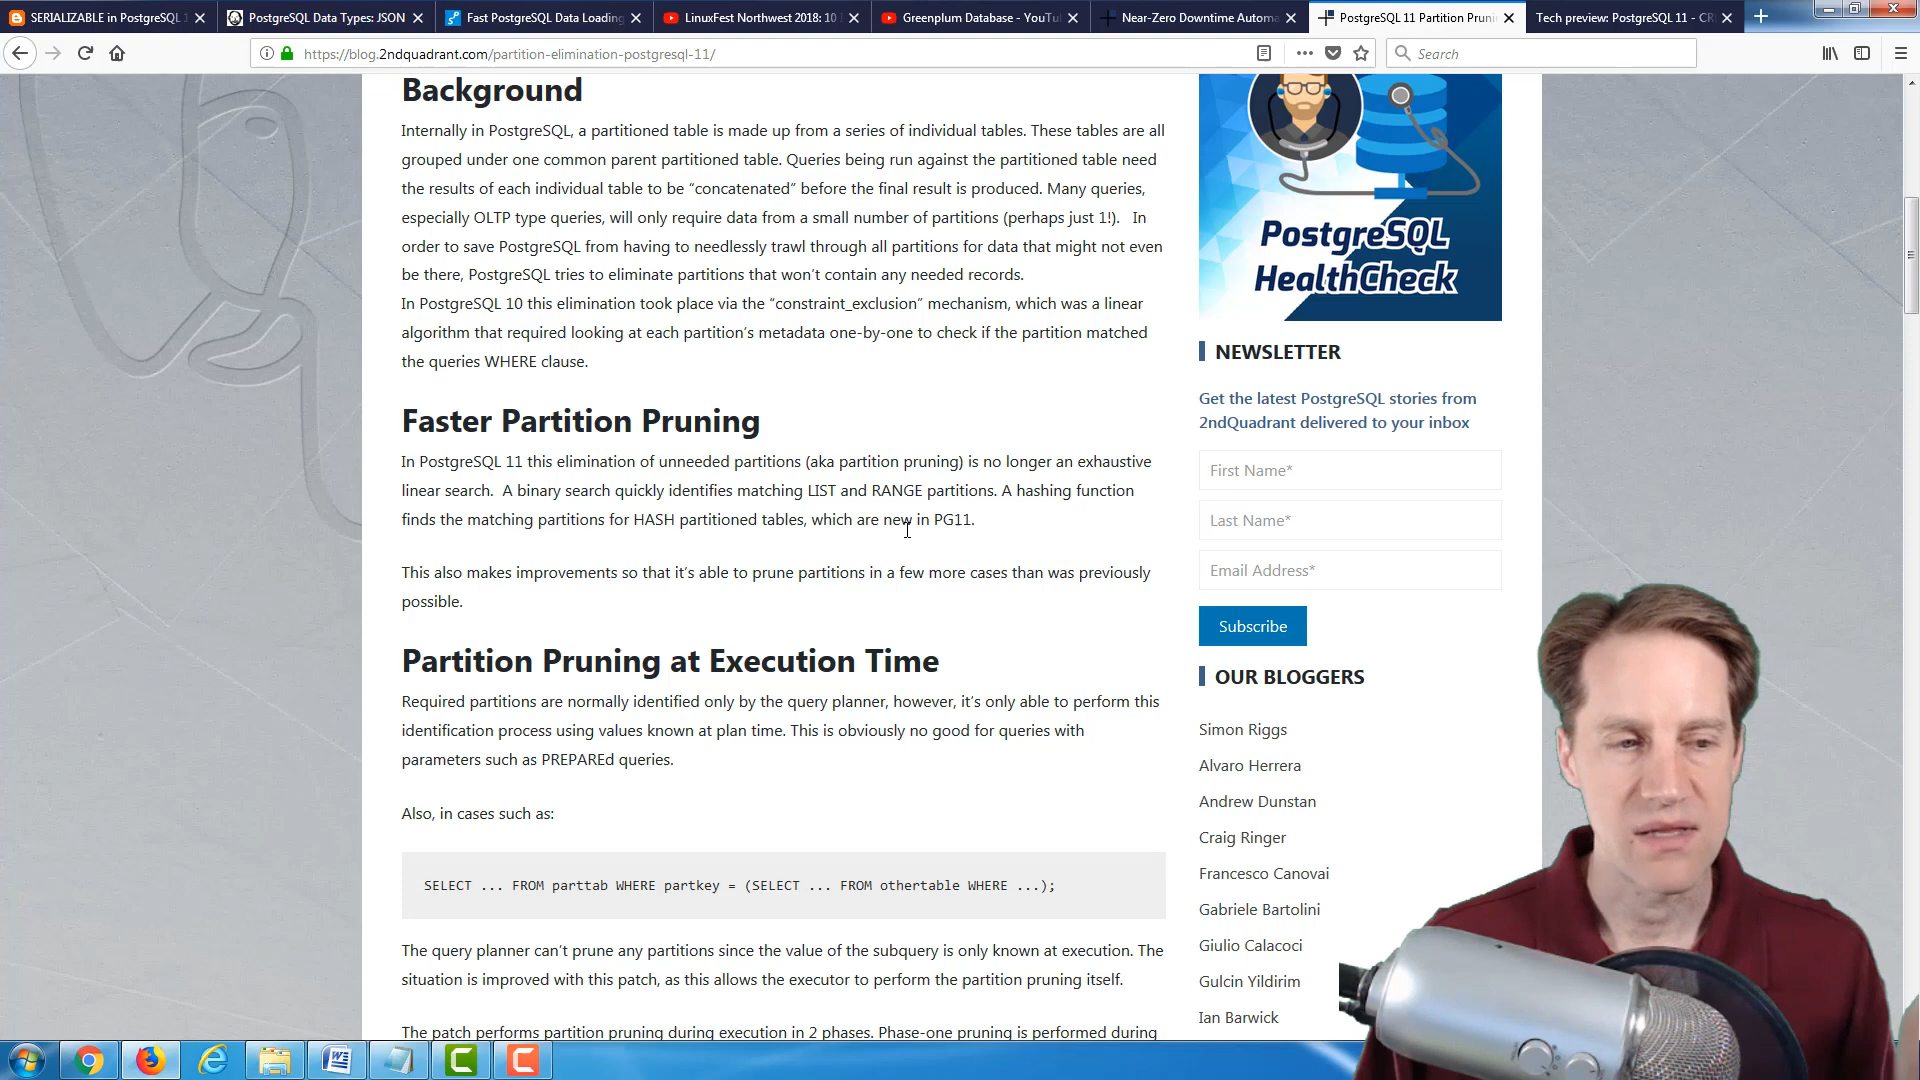 SERIALIZABLE in PostgreSQL 1
PostgreSQL Data Types: JSON
Fast PostgreSQL Data Loading
LinuxFest Northwest 2018: 10
Greenplum Database - YouTu
Near-Zero Downtime Automa
PostgreSQL 11 Partition Pruni
Tech preview: PostgreSQL 11 - CR
https://blog.2ndquadrant.com/partition-elimination-postgresql-11/
Search
Background
Internally in PostgreSQL, a partitioned table is made up from a series of individual tables. These tables are all
grouped under one common parent partitioned table. Queries being run against the partitioned table need
the results of each individual table to be “concatenated” before the final result is produced. Many queries,
especially OLTP type queries, will only require data from a small number of partitions (perhaps just 1!).   In
order to save PostgreSQL from having to needlessly trawl through all partitions for data that might not even
be there, PostgreSQL tries to eliminate partitions that won’t contain any needed records.
In PostgreSQL 10 this elimination took place via the “constraint_exclusion” mechanism, which was a linear
algorithm that required looking at each partition’s metadata one-by-one to check if the partition matched
the queries WHERE clause.
Faster Partition Pruning
In PostgreSQL 11 this elimination of unneeded partitions (aka partition pruning) is no longer an exhaustive
linear search.  A binary search quickly identifies matching LIST and RANGE partitions. A hashing function
finds the matching partitions for HASH partitioned tables, which are new in PG11.
This also makes improvements so that it’s able to prune partitions in a few more cases than was previously
possible.
Partition Pruning at Execution Time
Required partitions are normally identified only by the query planner, however, it’s only able to perform this
identification process using values known at plan time. This is obviously no good for queries with
parameters such as PREPAREd queries.
Also, in cases such as:
SELECT ... FROM parttab WHERE partkey = (SELECT ... FROM othertable WHERE ...);
The query planner can’t prune any partitions since the value of the subquery is only known at execution. The
situation is improved with this patch, as this allows the executor to perform the partition pruning itself.
The patch performs partition pruning during execution in 2 phases. Phase-one pruning is performed during
PostgreSQL
HealthCheck
NEWSLETTER
Get the latest PostgreSQL stories from
2ndQuadrant delivered to your inbox
First Name*
Last Name*
Email Address*
Subscribe
OUR BLOGGERS
Simon Riggs
Alvaro Herrera
Andrew Dunstan
Craig Ringer
Francesco Canovai
Gabriele Bartolini
Giulio Calacoci
Gulcin Yildirim
Ian Barwick